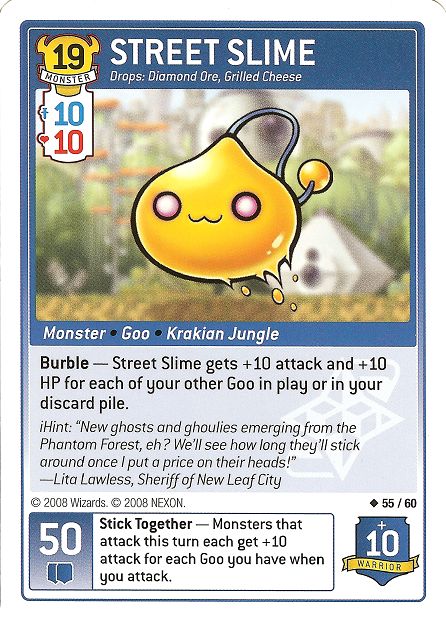 19
MONSTER
STREET SLIME
Drops: Diamond Ore, Grilled Cheese
10
10
Monster • Goo • Krakian Jungle
Burble — Street Slime gets +10 attack and +10
HP for each of your other Goo in play or in your
discard pile.
iHint: “New ghosts and ghoulies emerging from the
Phantom Forest, eh? We’ll see how long they’ll stick
around once I put a price on their heads!”
—Lita Lawless, Sheriff of New Leaf City
© 2008 Wizards. © 2008 NEXON.
◆ 55 / 60
50
Stick Together — Monsters that
attack this turn each get +10
attack for each Goo you have when
you attack.
+
10
WARRIOR